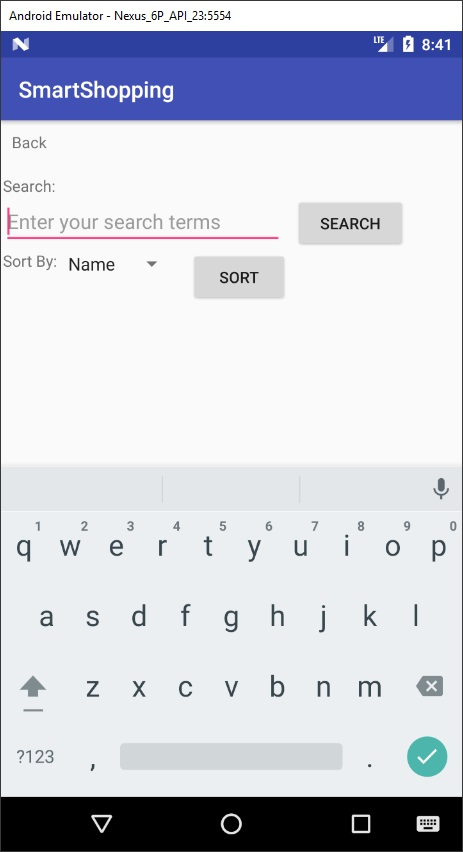 Android Emulator - Nexus_6P_API_23:5554
LTE 8:41
SmartShopping
Back
Search:
Enter your search terms
SEARCH
Sort By: Name
SORT
1 2 3 4 5 6 7 8 9 0
q w e r t y u i o p
a s d f g h j k l
z x c v b n m
?123 , .